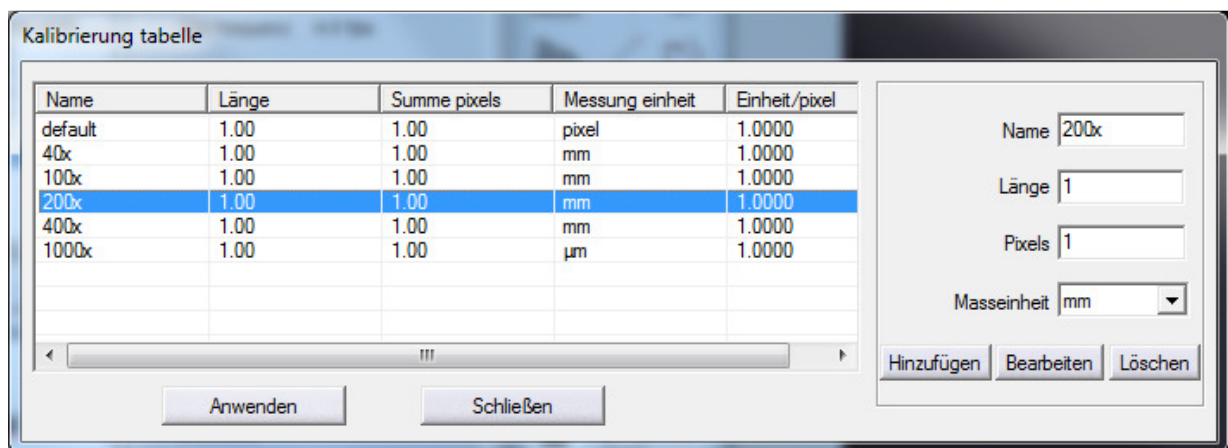 Kalibrierung tabelle
Name Länge Summe pixels Messung einheit Einheit/pixel
default 1.00 1.00 pixel 1.0000
40x 1.00 1.00 mm 1.0000
100x 1.00 1.00 mm 1.0000
200x 1.00 1.00 mm 1.0000
400x 1.00 1.00 mm 1.0000
1000x 1.00 1.00 µm 1.0000
Name 200x
Länge 1
Pixels 1
Masseinheit mm
Hinzufügen Bearbeiten Löschen
Anwenden Schließen